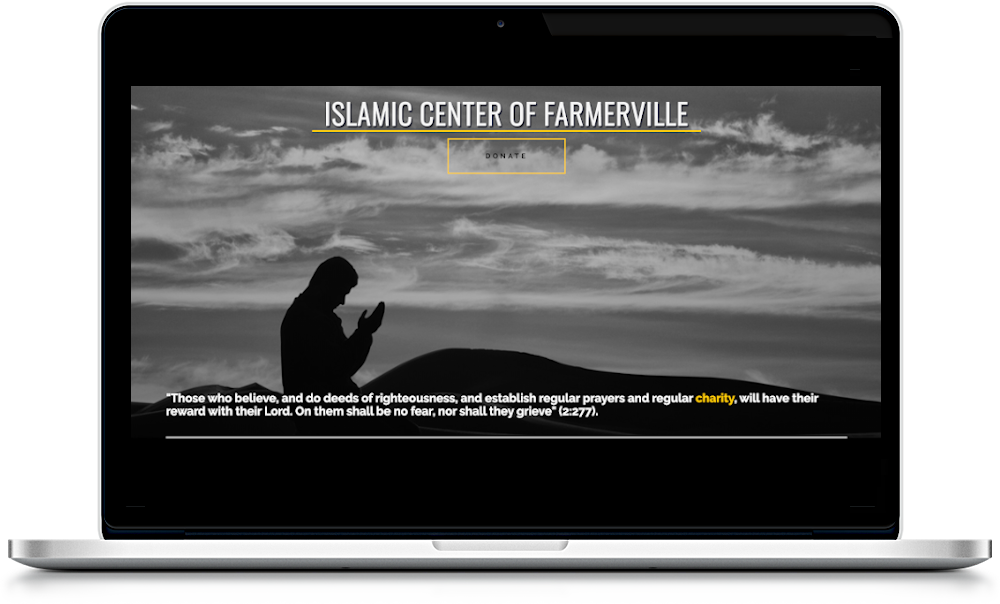 ISLAMIC CENTER OF FARMERVILLE
DONATE
"Those who believe, and do deeds of righteousness, and establish regular prayers and regular charity, will have their
reward with their Lord. On them shall be no fear, nor shall they grieve" (2:277).